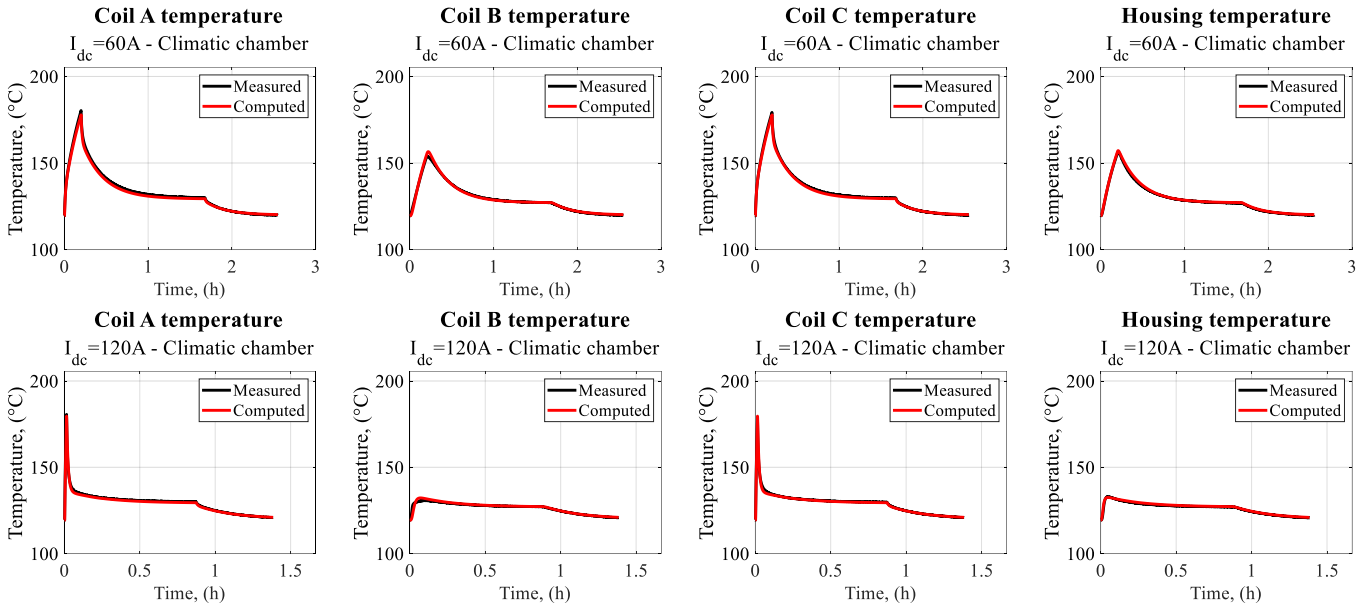 Coil A temperature
I_dc=60A - Climatic chamber
Temperature, (°C)
200
150
100
Measured
Computed
0
1
2
3
Time, (h)
Coil B temperature
I_dc=60A - Climatic chamber
Temperature, (°C)
200
150
100
Measured
Computed
0
1
2
3
Time, (h)
Coil C temperature
I_dc=60A - Climatic chamber
Temperature, (°C)
200
150
100
Measured
Computed
0
1
2
3
Time, (h)
Housing temperature
I_dc=60A - Climatic chamber
Temperature, (°C)
200
150
100
Measured
Computed
0
1
2
3
Time, (h)
Coil A temperature
I_dc=120A - Climatic chamber
Temperature, (°C)
200
150
100
Measured
Computed
0
0.5
1
1.5
Time, (h)
Coil B temperature
I_dc=120A - Climatic chamber
Temperature, (°C)
200
150
100
Measured
Computed
0
0.5
1
1.5
Time, (h)
Coil C temperature
I_dc=120A - Climatic chamber
Temperature, (°C)
200
150
100
Measured
Computed
0
0.5
1
1.5
Time, (h)
Housing temperature
I_dc=120A - Climatic chamber
Temperature, (°C)
200
150
100
Measured
Computed
0
0.5
1
1.5
Time, (h)